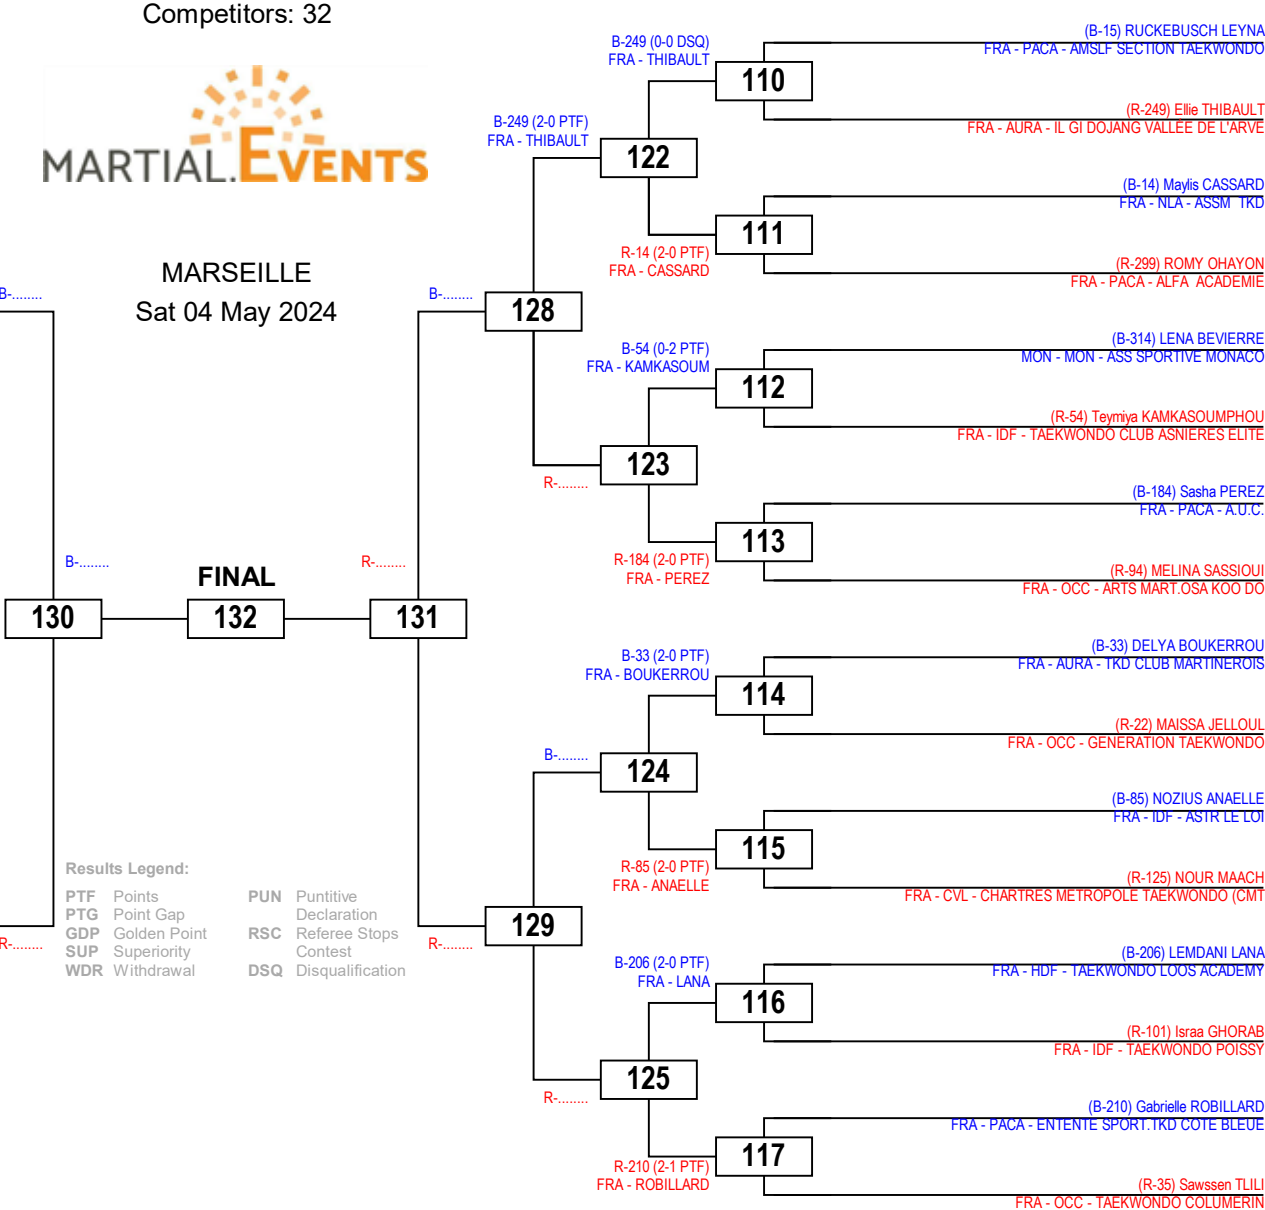 Competitors: 32
MARTIAL.EVENTS
MARSEILLE
Sat 04 May 2024
B-........
R-........
130
B-........
FINAL
132
R-........
131
B-........
R-........
128
129
B-249 (2-0 PTF)
FRA - THIBAULT
122
R-........
123
B-........
124
R-........
125
B-249 (0-0 DSQ)
FRA - THIBAULT
110
R-14 (2-0 PTF)
FRA - CASSARD
111
B-54 (0-2 PTF)
FRA - KAMKASOUM
112
R-184 (2-0 PTF)
FRA - PEREZ
113
B-33 (2-0 PTF)
FRA - BOUKERROU
114
R-85 (2-0 PTF)
FRA - ANAELLE
115
B-206 (2-0 PTF)
FRA - LANA
116
R-210 (2-1 PTF)
FRA - ROBILLARD
117
(B-15) RUCKEBUSCH LEYNA
FRA - PACA - AMSLF SECTION TAEKWONDO
(R-249) Ellie THIBAULT
FRA - AURA - IL GI DOJANG VALLEE DE L'ARVE
(B-14) Maylis CASSARD
FRA - NLA - ASSM TKD
(R-299) ROMY OHAYON
FRA - PACA - ALFA ACADEMIE
(B-314) LENA BEVIERRE
MON - MON - ASS SPORTIVE MONACO
(R-54) Teymiya KAMKASOUMPHOU
FRA - IDF - TAEKWONDO CLUB ASNIERES ELITE
(B-184) Sasha PEREZ
FRA - PACA - A.U.C.
(R-94) MELINA SASSIOUI
FRA - OCC - ARTS MART.OSA KOO DO
(B-33) DELYA BOUKERROU
FRA - AURA - TKD CLUB MARTINEROIS
(R-22) MAISSA JELLOUL
FRA - OCC - GENERATION TAEKWONDO
(B-85) NOZIUS ANAELLE
FRA - IDF - ASTR LE LOI
(R-125) NOUR MAACH
FRA - CVL - CHARTRES METROPOLE TAEKWONDO (CMT
(B-206) LEMDANI LANA
FRA - HDF - TAEKWONDO LOOS ACADEMY
(R-101) Israa GHORAB
FRA - IDF - TAEKWONDO POISSY
(B-210) Gabrielle ROBILLARD
FRA - PACA - ENTENTE SPORT.TKD COTE BLEUE
(R-35) Sawssen TLILI
FRA - OCC - TAEKWONDO COLUMERIN
Results Legend:
PTF Points
PTG Point Gap
GDP Golden Point
SUP Superiority
WDR Withdrawal
PUN Puntitive
Declaration
RSC Referee Stops
Contest
DSQ Disqualification